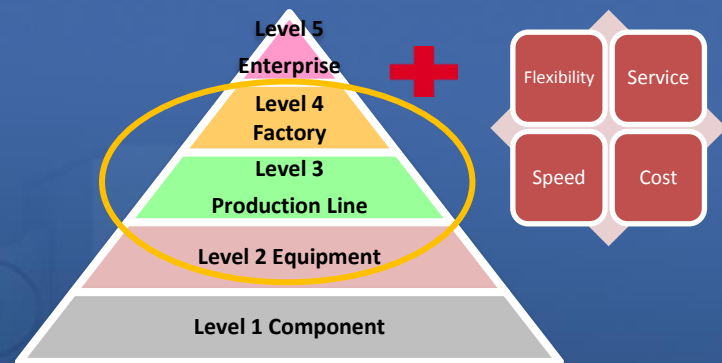 Level 5
Enterprise
Level 4
Factory
Level 3
Production Line
Level 2 Equipment
Level 1 Component
Flexibility
Service
Speed
Cost